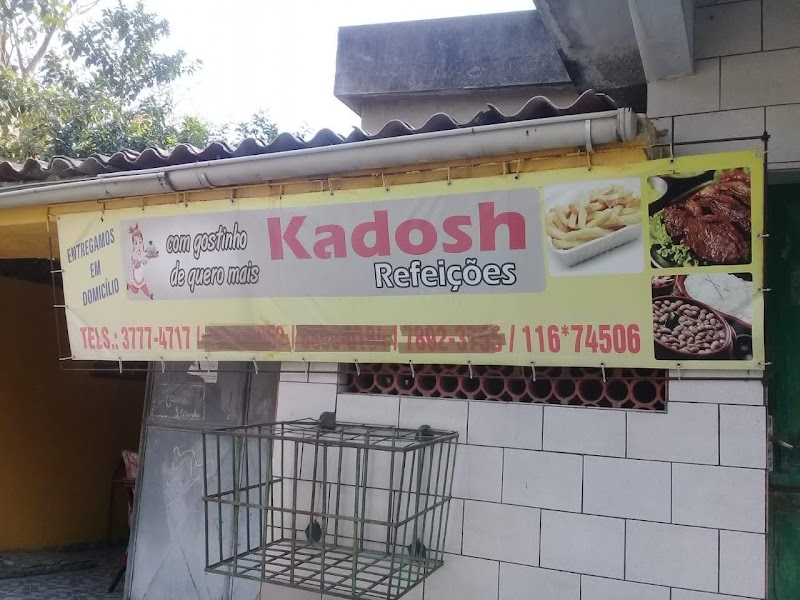 ENTREGAMOS
EM
DOMICÍLIO
com gostinho
de quero mais
Kadosh
Refeições
TELS.: 3777-4717 / / / / 116*74506